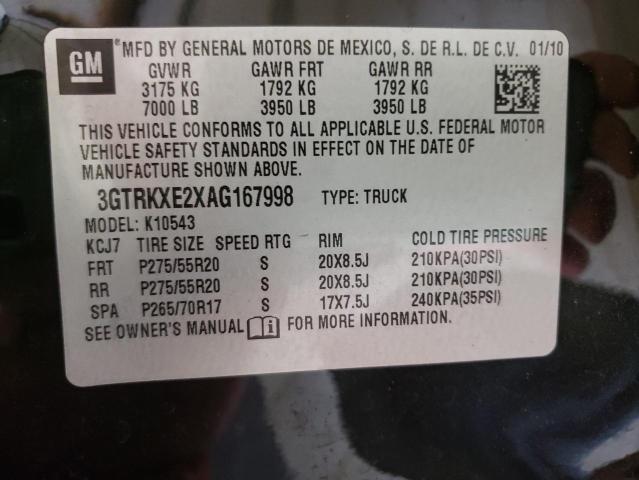 GM ® MFD BY GENERAL MOTORS DE MEXICO, S. DE R.L. DE C.V. 01/10
GVWR GAWR FRT GAWR RR
3175 KG 1792 KG 1792 KG
7000 LB 3950 LB 3950 LB
THIS VEHICLE CONFORMS TO ALL APPLICABLE U.S. FEDERAL MOTOR
VEHICLE SAFETY STANDARDS IN EFFECT ON THE DATE OF
MANUFACTURE SHOWN ABOVE.
3GTRKXE2XAG167998 TYPE: TRUCK
MODEL: K10543
KCJ7 TIRE SIZE SPEED RTG RIM COLD TIRE PRESSURE
FRT P275/55R20 S 20X8.5J 210KPA(30PSI)
RR P275/55R20 S 20X8.5J 210KPA(30PSI)
SPA P265/70R17 S 17X7.5J 240KPA(35PSI)
SEE OWNER'S MANUAL FOR MORE INFORMATION.